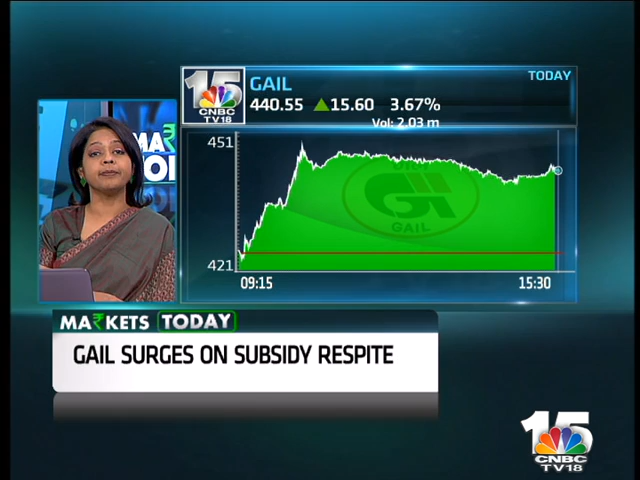 TODAY
15
CNBC
TV18
GAIL
440.55 ▲15.60 3.67%
Vol: 2.03 m
451
421
GAIL
09:15
15:30
MA₹KETS TODAY
GAIL SURGES ON SUBSIDY RESPITE
15
CNBC
TV18